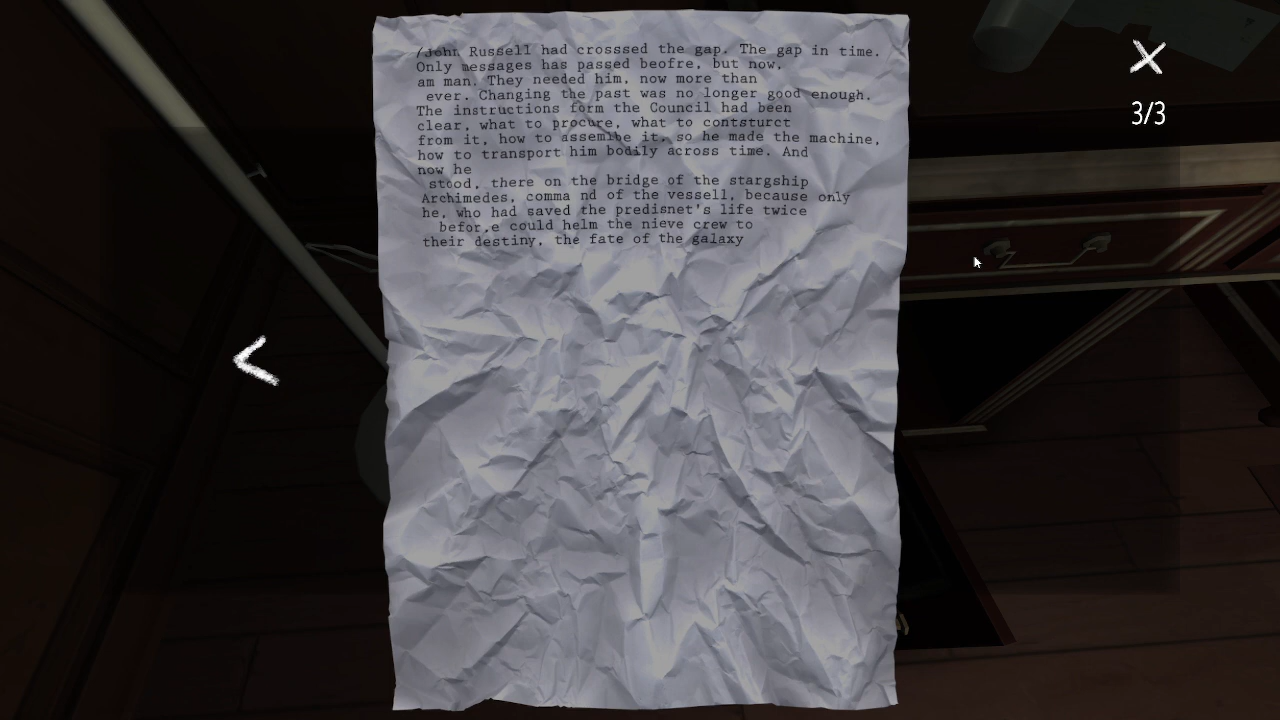 /John Russell had crosssed the gap. The gap in time.
Only messages has passed beofre, but now,
am man. They needed him, now more than
ever. Changing the past was no longer good enough.
The instructions form the Council had been
clear, what to procure, what to contsturct
from it, how to assemlbe it, so he made the machine,
how to transport him bodily across time. And
now he
stood, there on the bridge of the stargship
Archimedes, comma nd of the vessell, because only
he, who had saved the predisnet's life twice
befor,e could helm the nieve crew to
their destiny, the fate of the galaxy
3/3